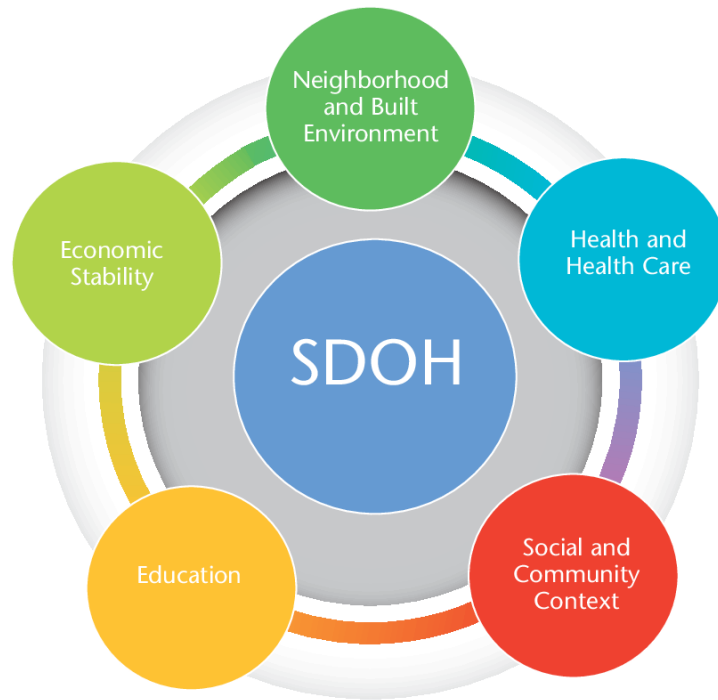 Neighborhood
and Built
Environment
Economic
Stability
Health and
Health Care
SDOH
Education
Social and
Community
Context